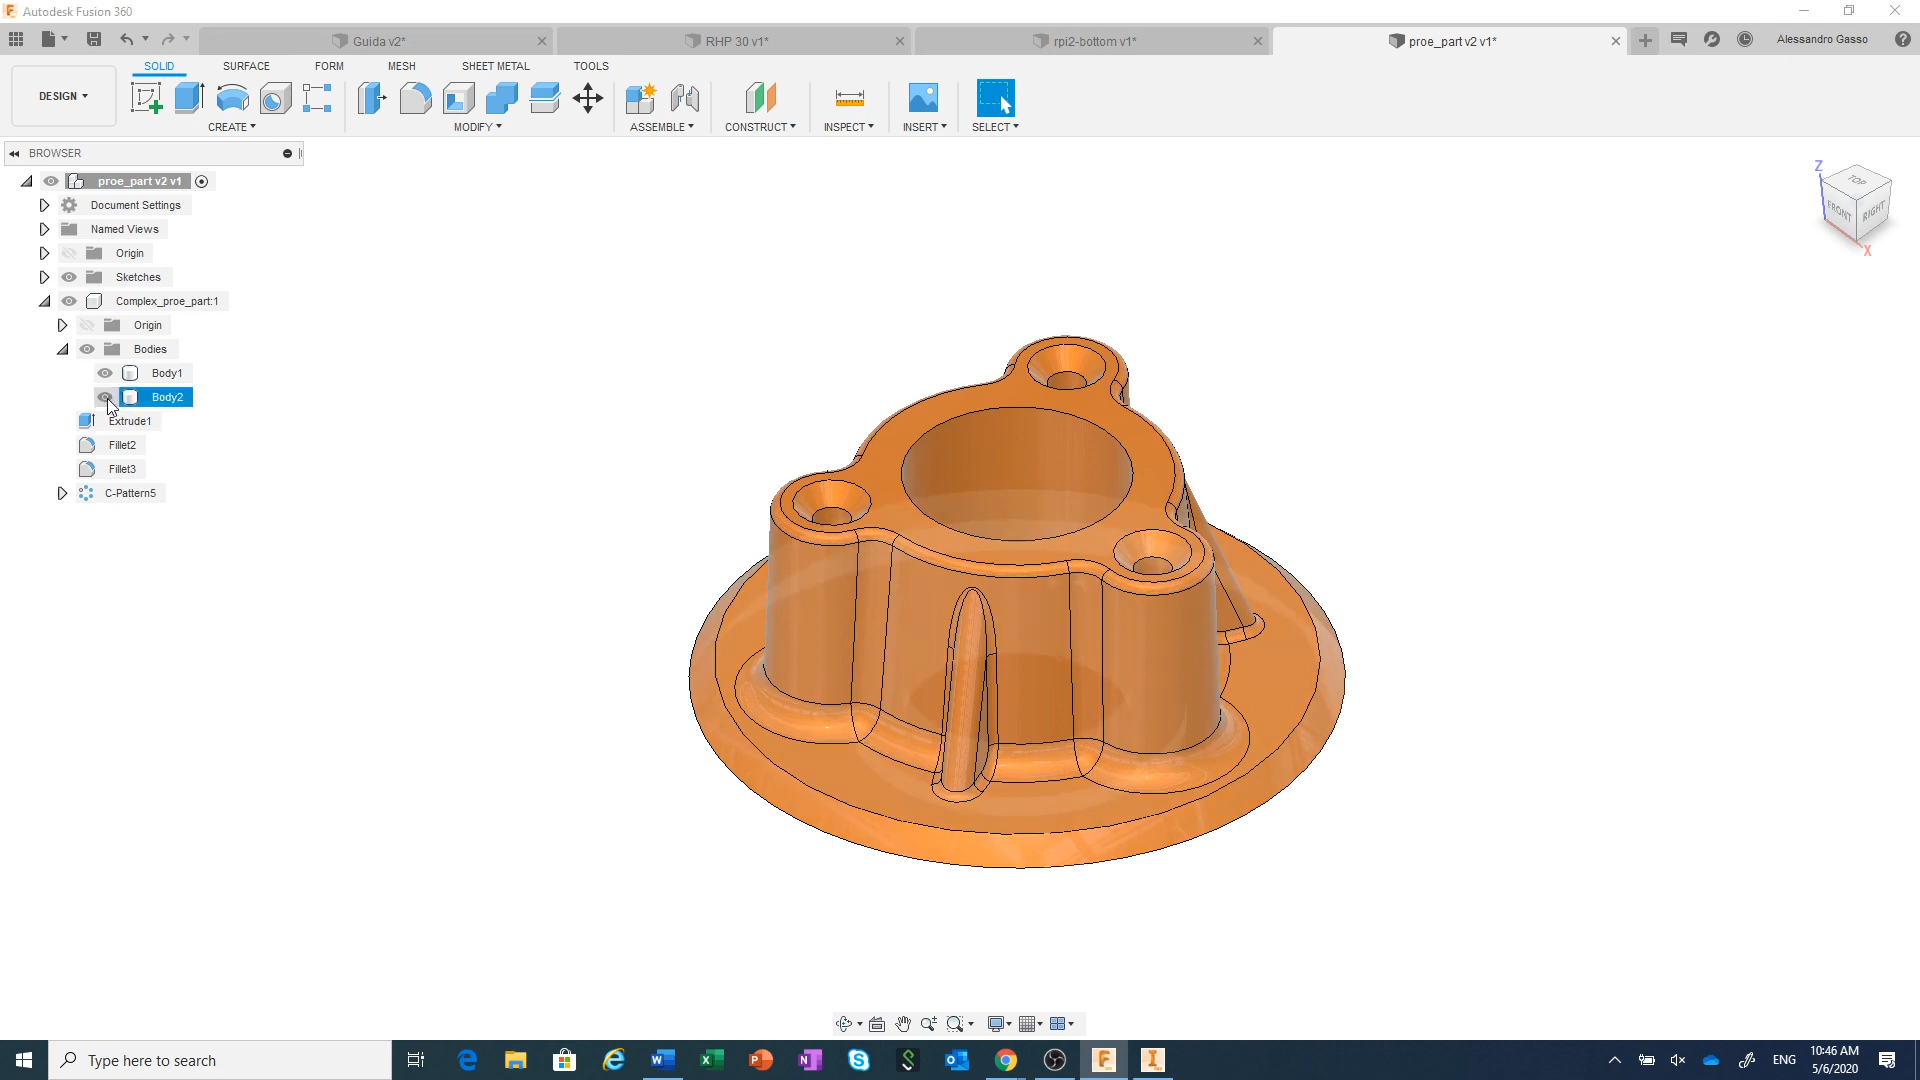 Autodesk Fusion 360
Guida v2*
RHP 30 v1*
rpi2-bottom v1*
proe_part v2 v1*
Alessandro Gasso
SOLID
SURFACE
FORM
MESH
SHEET METAL
TOOLS
DESIGN
CREATE
MODIFY
ASSEMBLE
CONSTRUCT
INSPECT
INSERT
SELECT
BROWSER
proe_part v2 v1
Document Settings
Named Views
Origin
Sketches
Complex_proe_part:1
Origin
Bodies
Body1
Body2
Extrude1
Fillet2
Fillet3
C-Pattern5
Z
TOP
FRONT
RIGHT
X
Type here to search
ENG
10:46 AM
5/6/2020